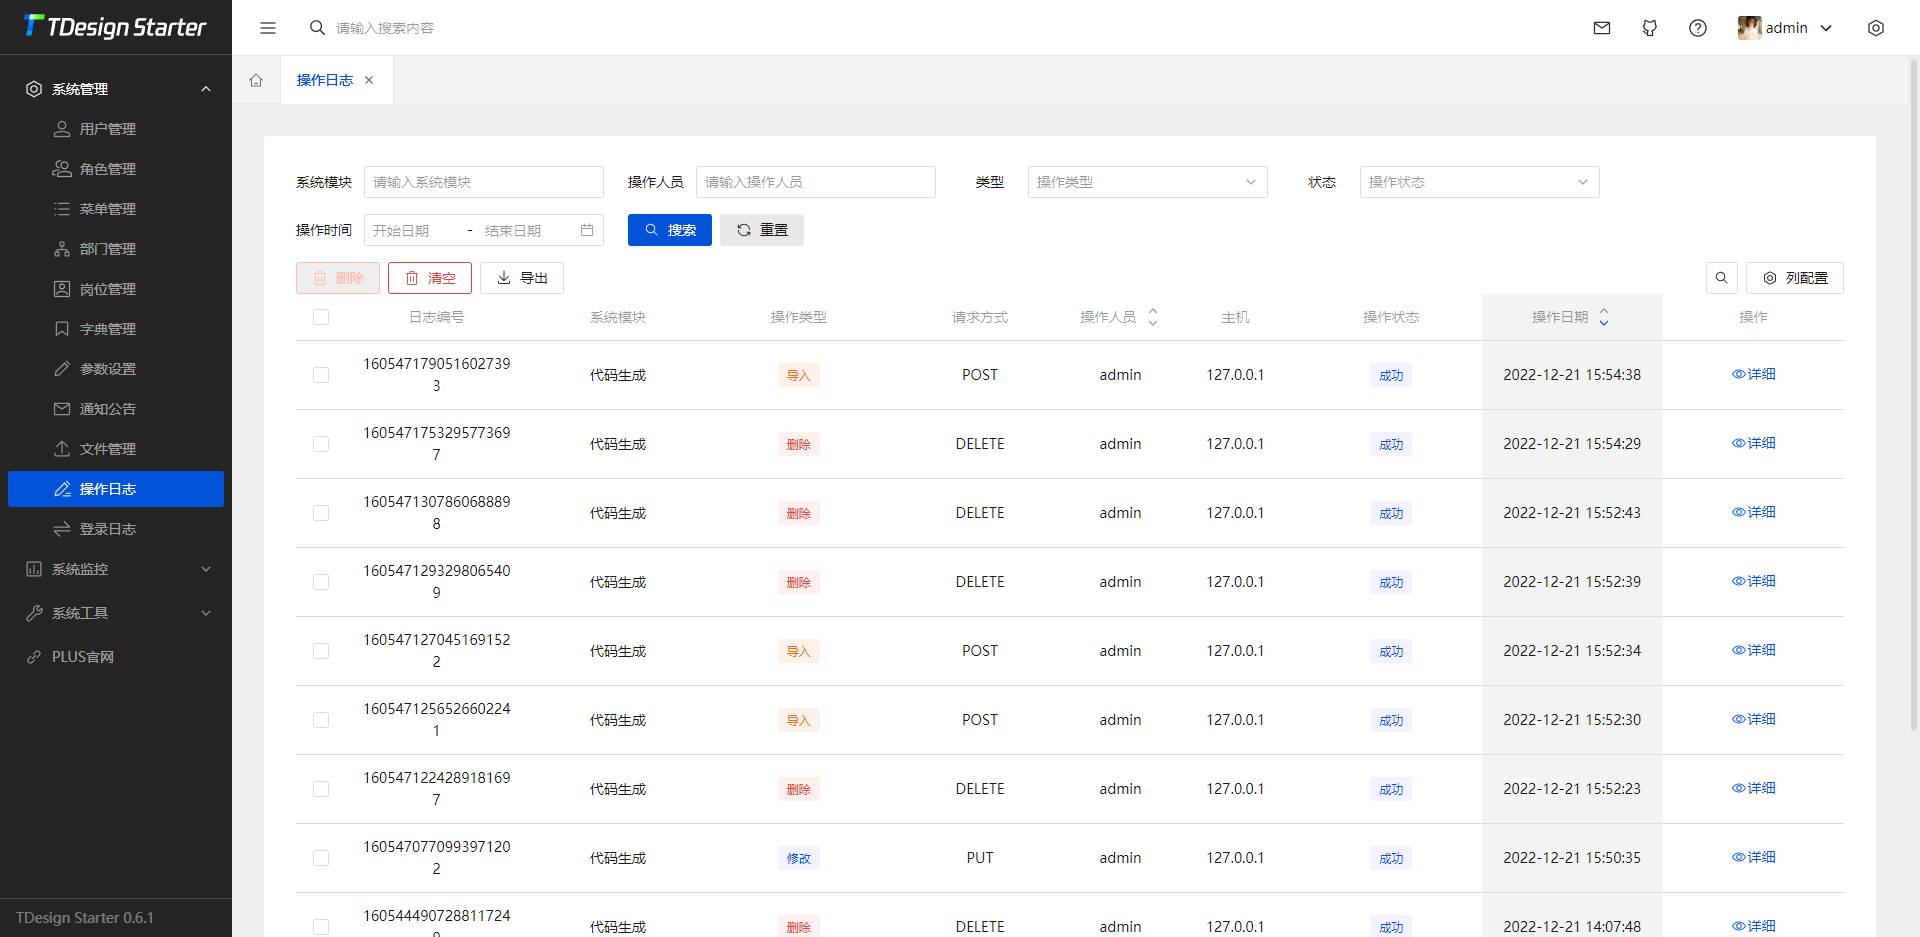 TDesign Starter
请输入搜索内容
admin
系统管理
用户管理
角色管理
菜单管理
部门管理
岗位管理
字典管理
参数设置
通知公告
文件管理
操作日志
登录日志
系统监控
系统工具
PLUS官网
TDesign Starter 0.6.1
操作日志
系统模块 请输入系统模块 操作人员 请输入操作人员 类型 操作类型 状态 操作状态
操作时间 开始日期 - 结束日期 搜索 重置
删除 清空 导出 列配置
日志编号 系统模块 操作类型 请求方式 操作人员 主机 操作状态 操作日期 操作
160547179051602739
3
代码生成 导入 POST admin 127.0.0.1 成功 2022-12-21 15:54:38 详细
160547175329577369
7
代码生成 删除 DELETE admin 127.0.0.1 成功 2022-12-21 15:54:29 详细
160547130786068889
8
代码生成 删除 DELETE admin 127.0.0.1 成功 2022-12-21 15:52:43 详细
160547129329806540
9
代码生成 删除 DELETE admin 127.0.0.1 成功 2022-12-21 15:52:39 详细
160547127045169152
2
代码生成 导入 POST admin 127.0.0.1 成功 2022-12-21 15:52:34 详细
160547125652660224
1
代码生成 导入 POST admin 127.0.0.1 成功 2022-12-21 15:52:30 详细
160547122428918169
7
代码生成 删除 DELETE admin 127.0.0.1 成功 2022-12-21 15:52:23 详细
160547077099397120
2
代码生成 修改 PUT admin 127.0.0.1 成功 2022-12-21 15:50:35 详细
160544490728811724
代码生成 删除 DELETE admin 127.0.0.1 成功 2022-12-21 14:07:48 详细